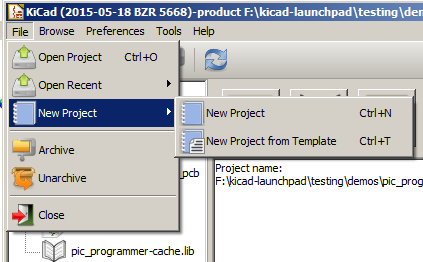 KiCad (2015-05-18 BZR 5668)-product F:\kicad-launchpad\testing\dem
File Browse Preferences Tools Help
Open Project Ctrl+O
Open Recent
New Project
New Project Ctrl+N
New Project from Template Ctrl+T
Archive
Unarchive
Close
_pcb
pic_programmer-cache.lib
Project name:
F:\kicad-launchpad\testing\demos\pic_prog